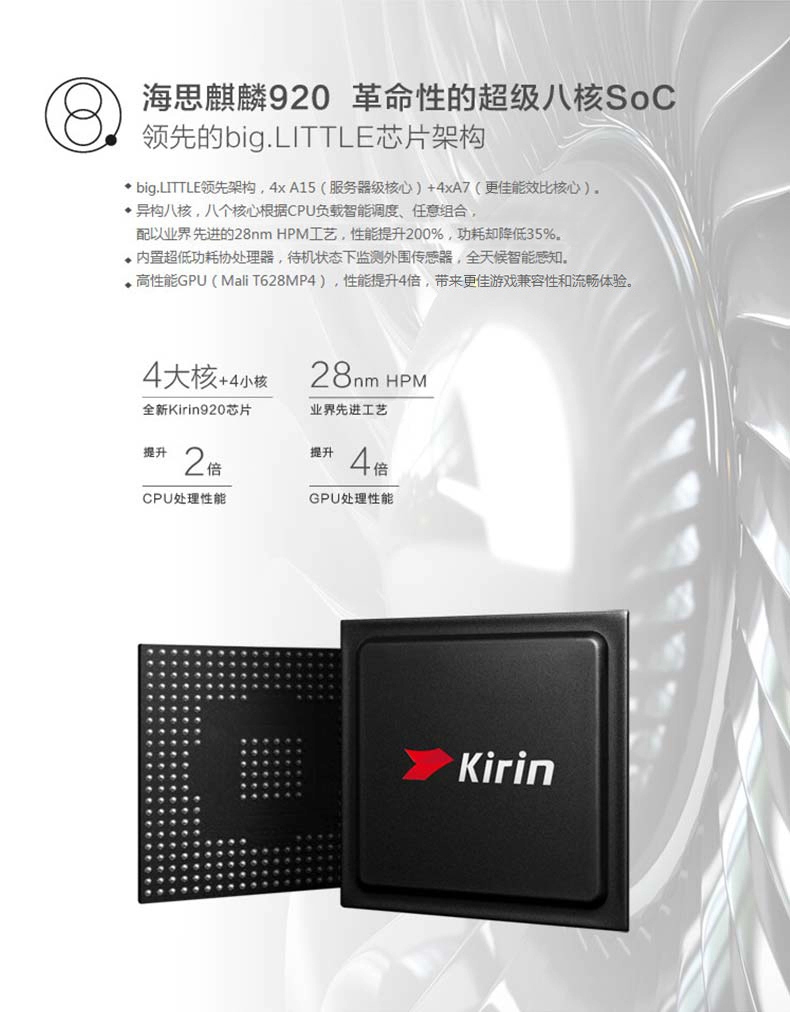 8
海思麒麟920 革命性的超级八核SoC
领先的big.LITTLE芯片架构
big.LITTLE领先架构，4x A15（服务器级核心）+4xA7（更佳能效比核心）。
异构八核，八个核心根据CPU负载智能调度、任意组合，
配以业界先进的28nm HPM工艺，性能提升200%，功耗却降低35%。
内置超低功耗协处理器，待机状态下监测外围传感器，全天候智能感知。
高性能GPU（Mali T628MP4），性能提升4倍，带来更佳游戏兼容性和流畅体验。
4大核+4小核 28nm HPM
全新Kirin920芯片 业界先进工艺
提升 2倍 提升 4倍
CPU处理性能 GPU处理性能
Kirin